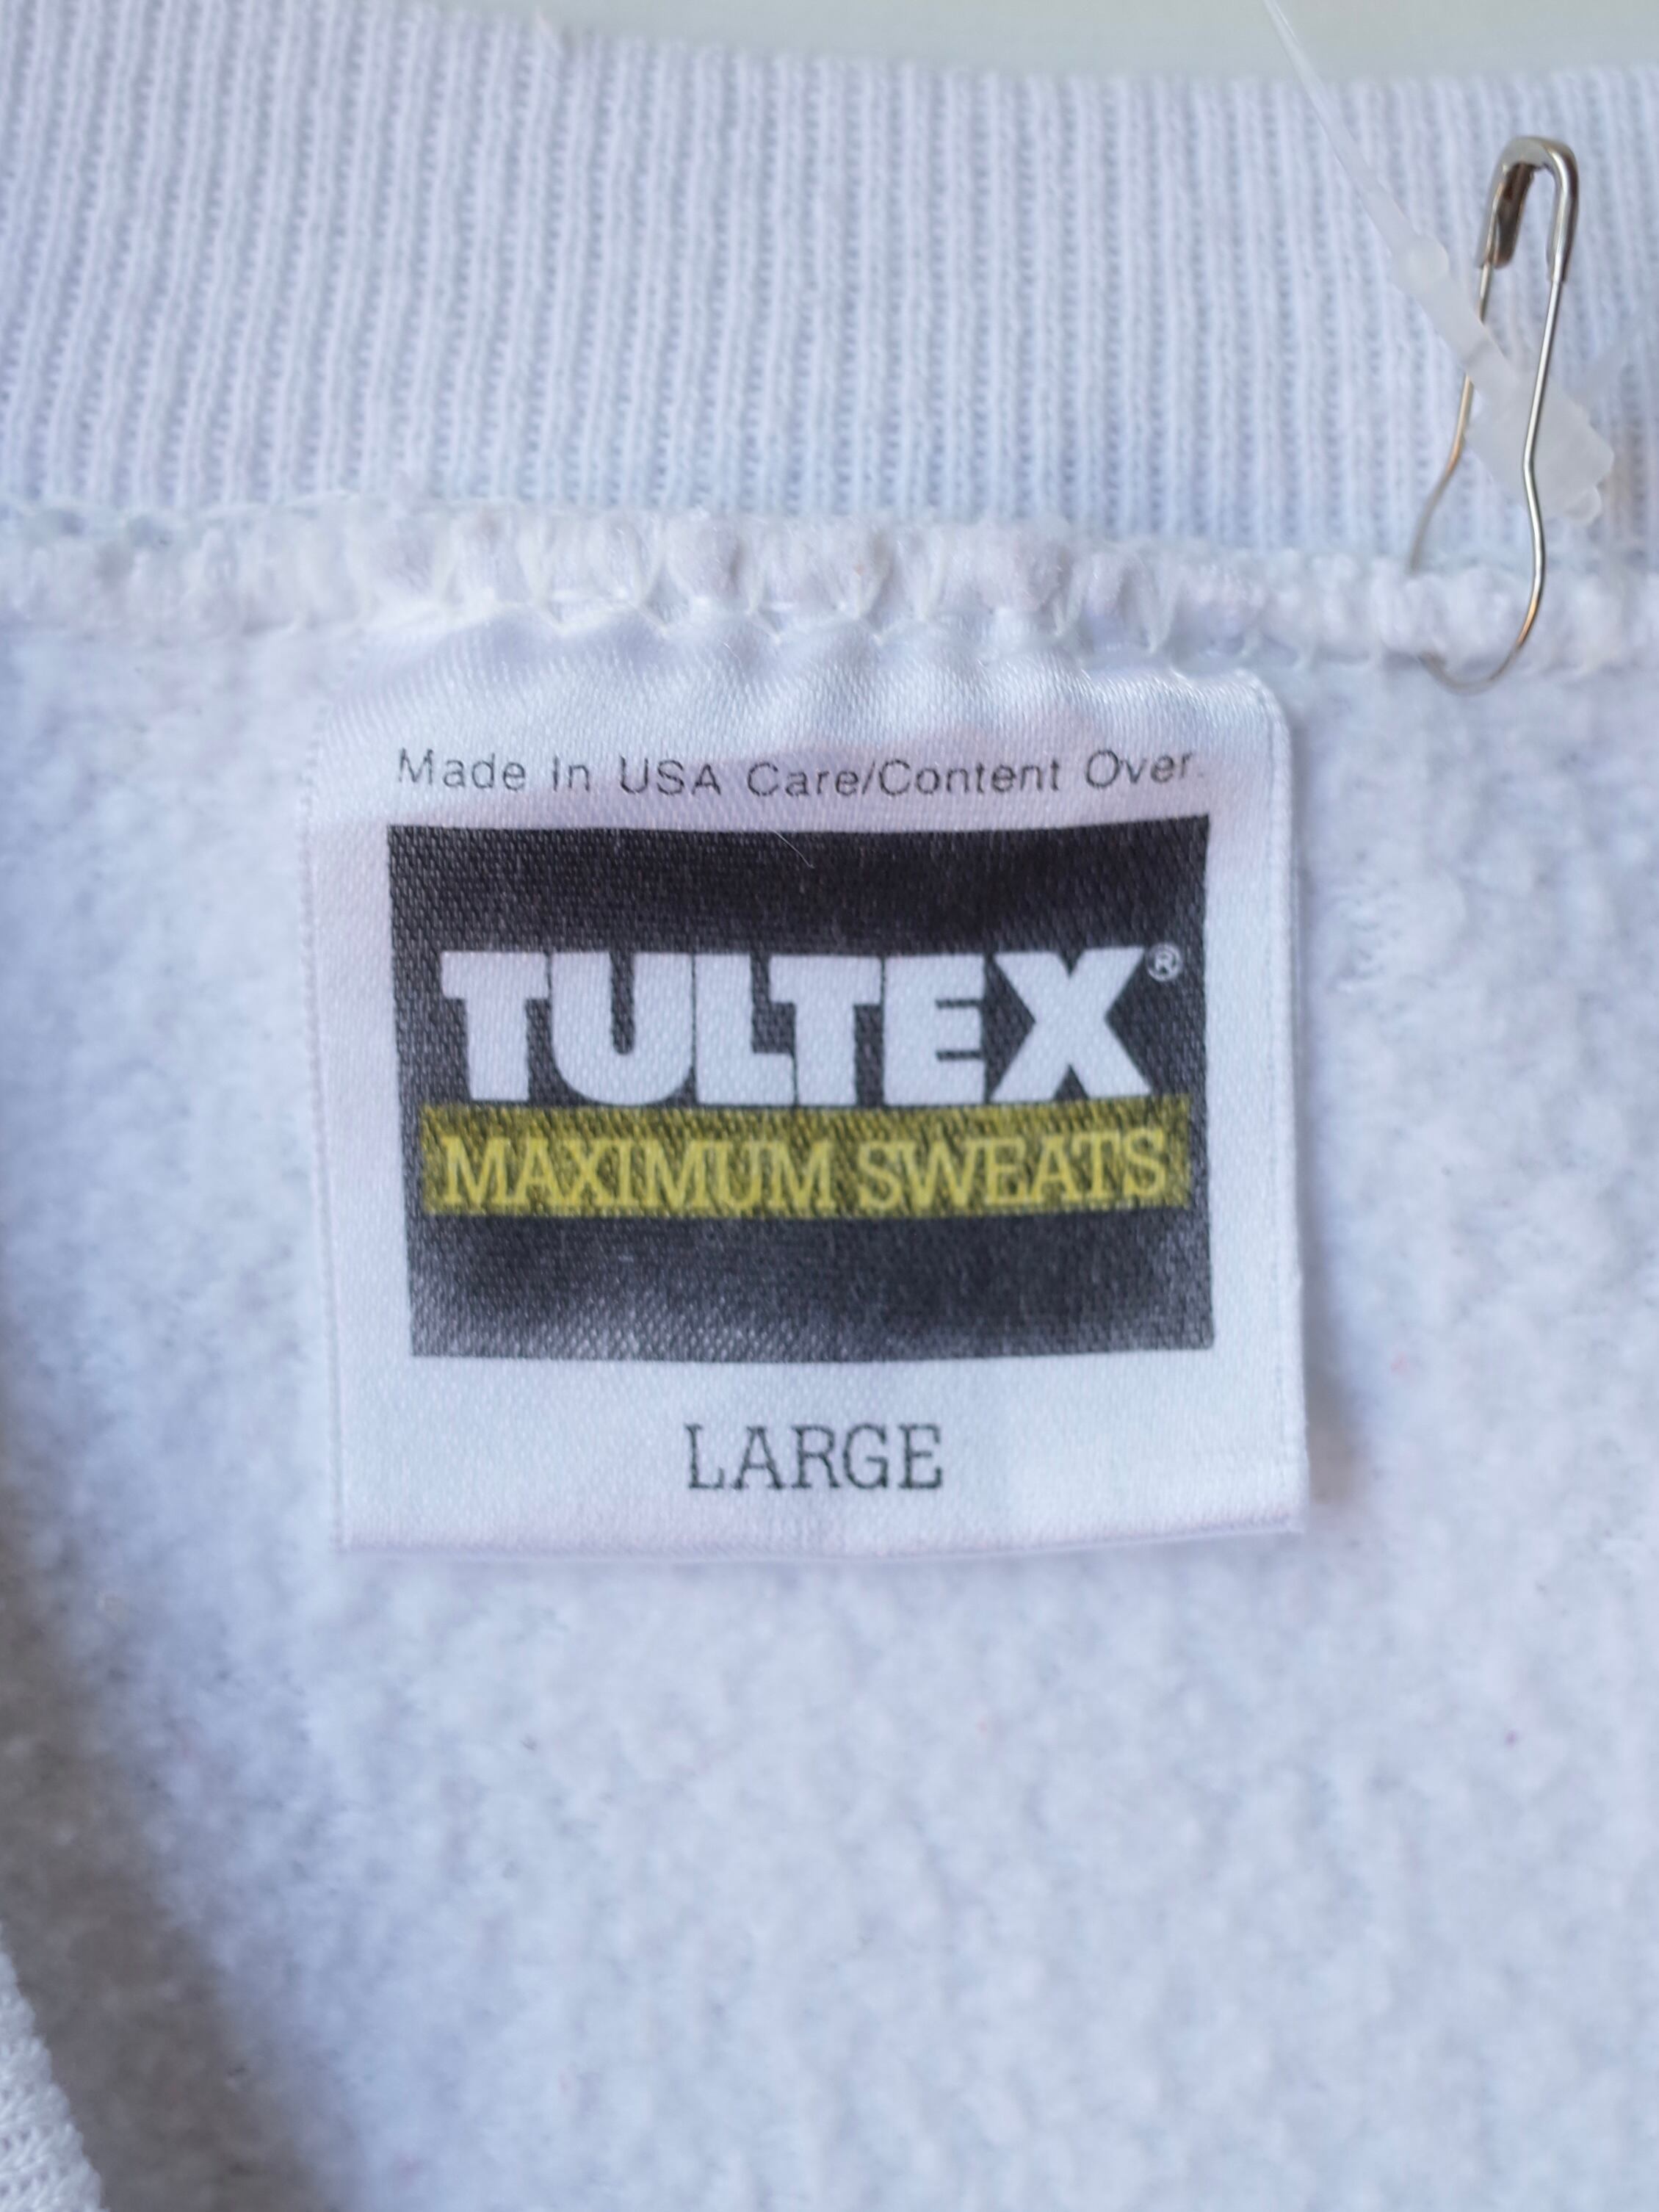 Made In USA Care/Content Over.
TULTEX®
MAXIMUM SWEATS
LARGE